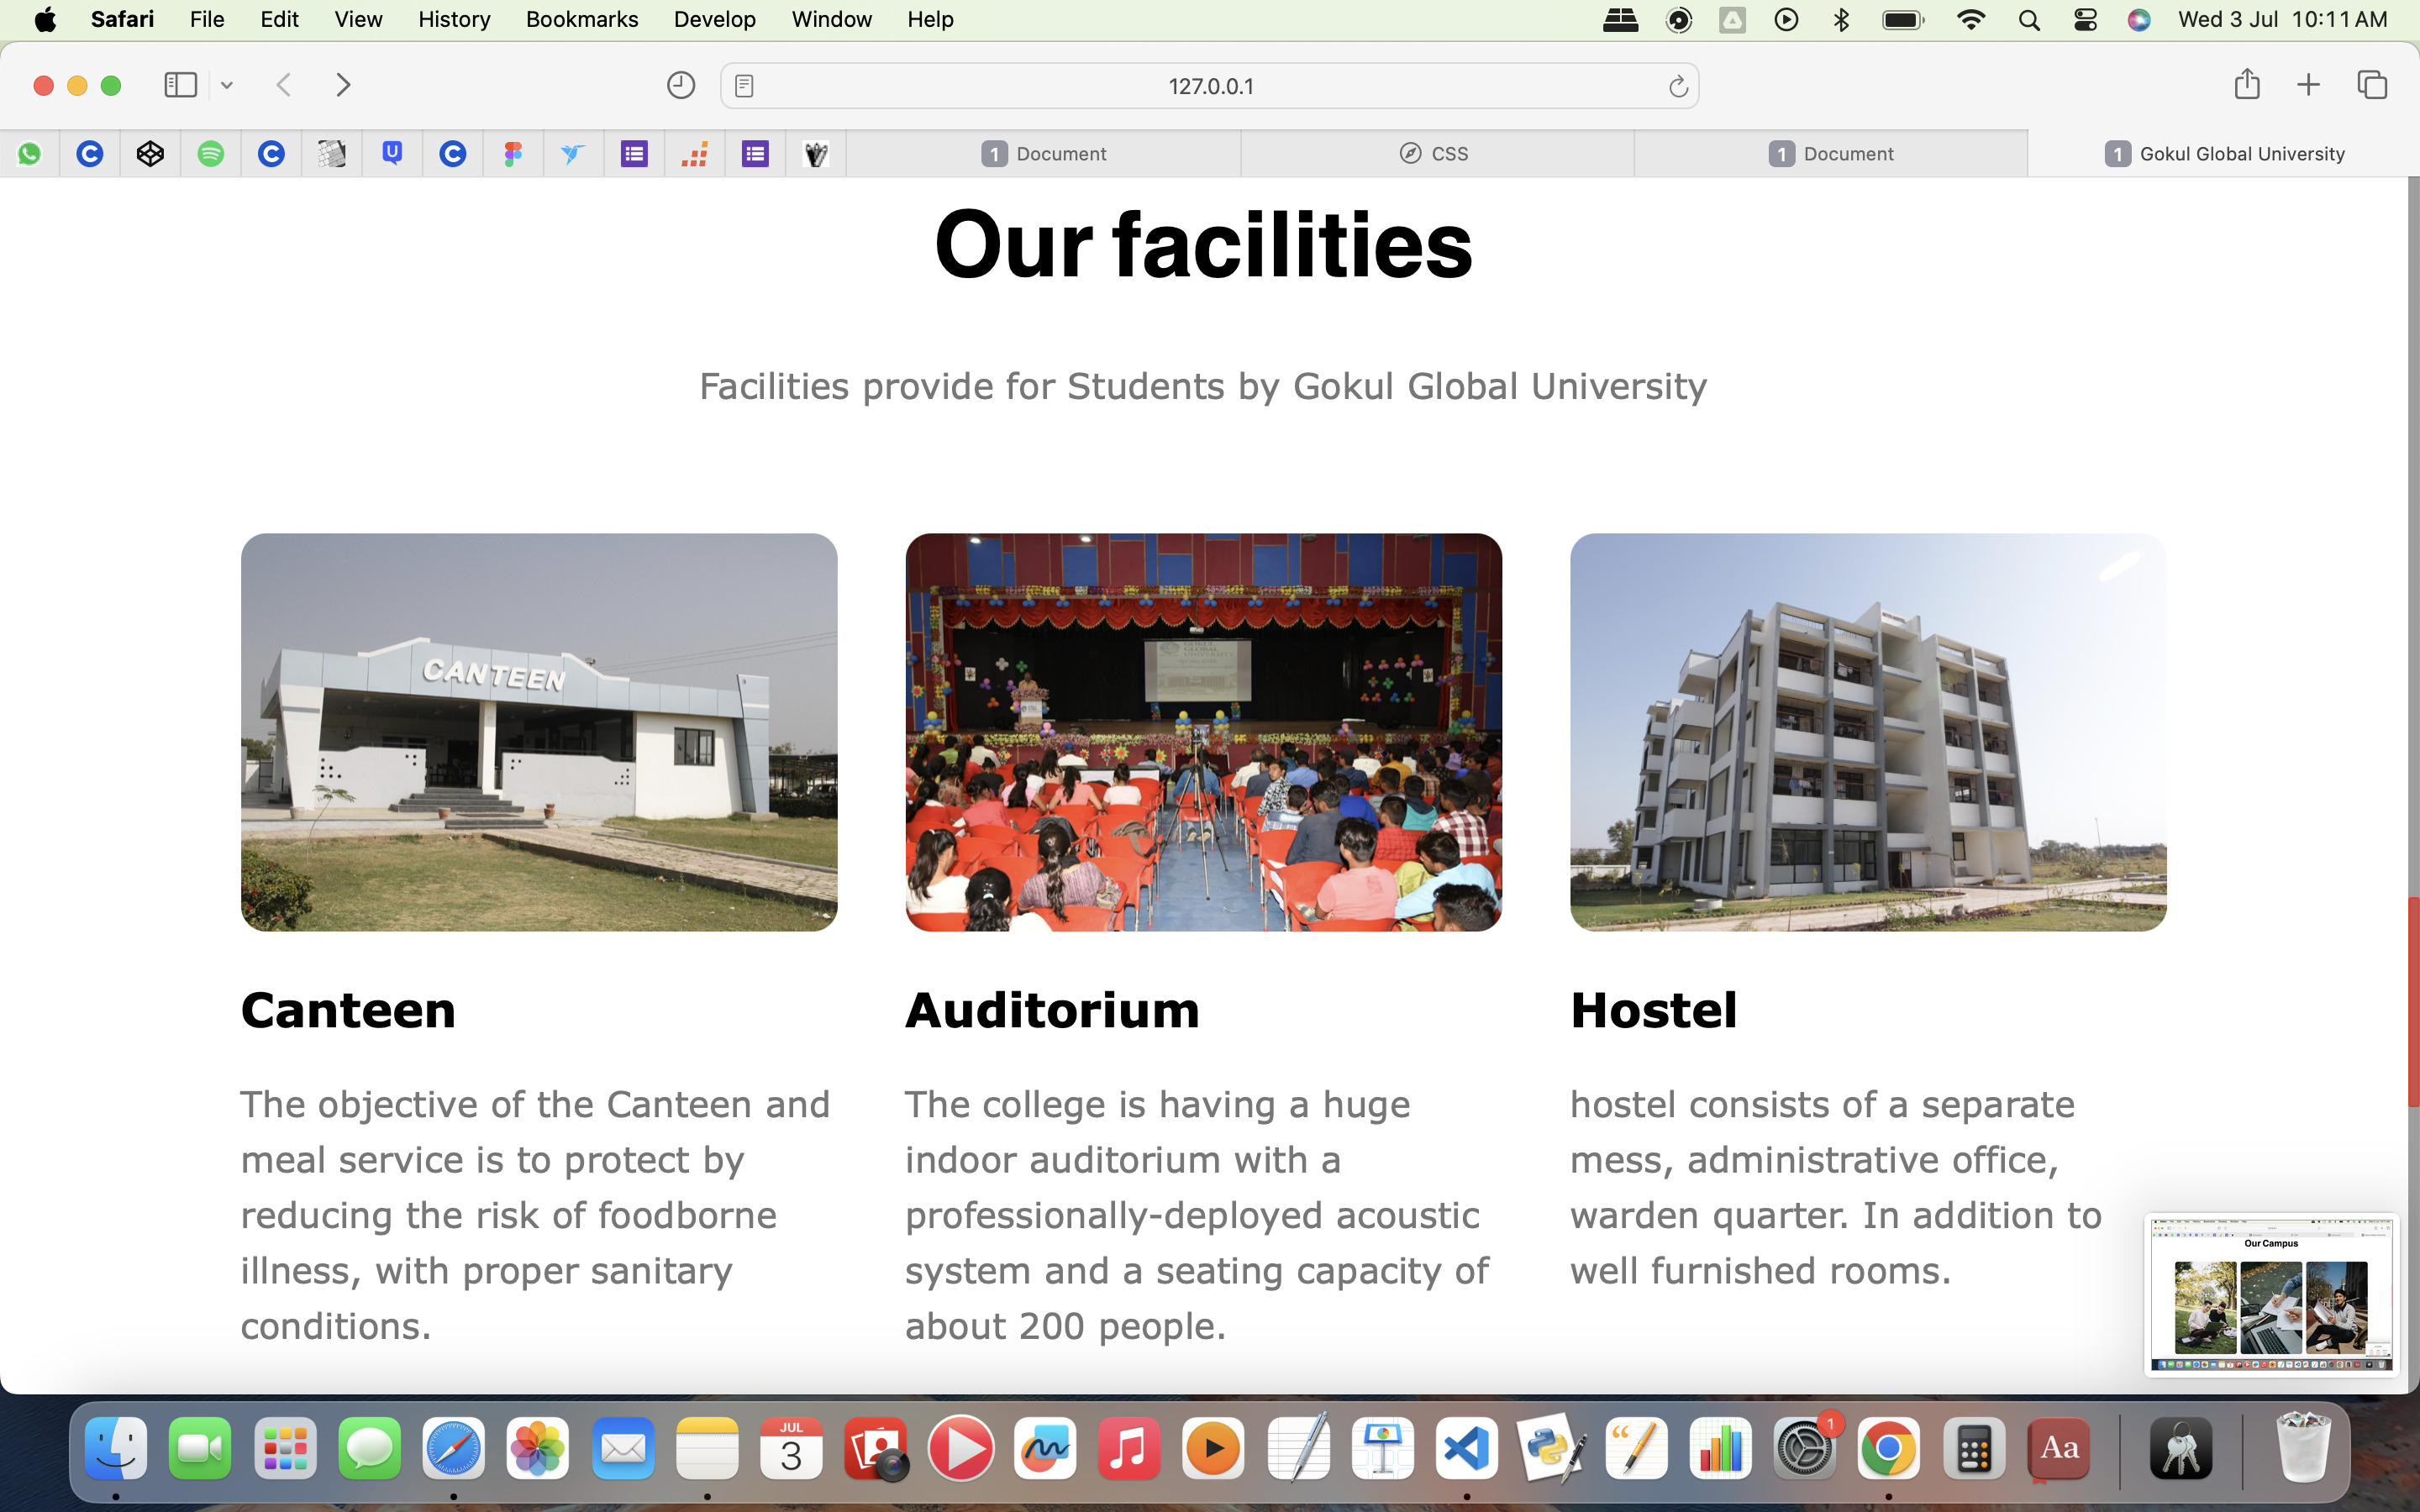 Safari File Edit View History Bookmarks Develop Window Help Wed 3 Jul 10:11 AM
127.0.0.1
1 Document CSS 1 Document 1 Gokul Global University
Our facilities
Facilities provide for Students by Gokul Global University
CANTEEN
GOKUL
GLOBAL
UNIVERSITY
Canteen
The objective of the Canteen and
meal service is to protect by
reducing the risk of foodborne
illness, with proper sanitary
conditions.
Auditorium
The college is having a huge
indoor auditorium with a
professionally-deployed acoustic
system and a seating capacity of
about 200 people.
Hostel
hostel consists of a separate
mess, administrative office,
warden quarter. In addition to
well furnished rooms.
Our Campus
JUL
3
1
Aa